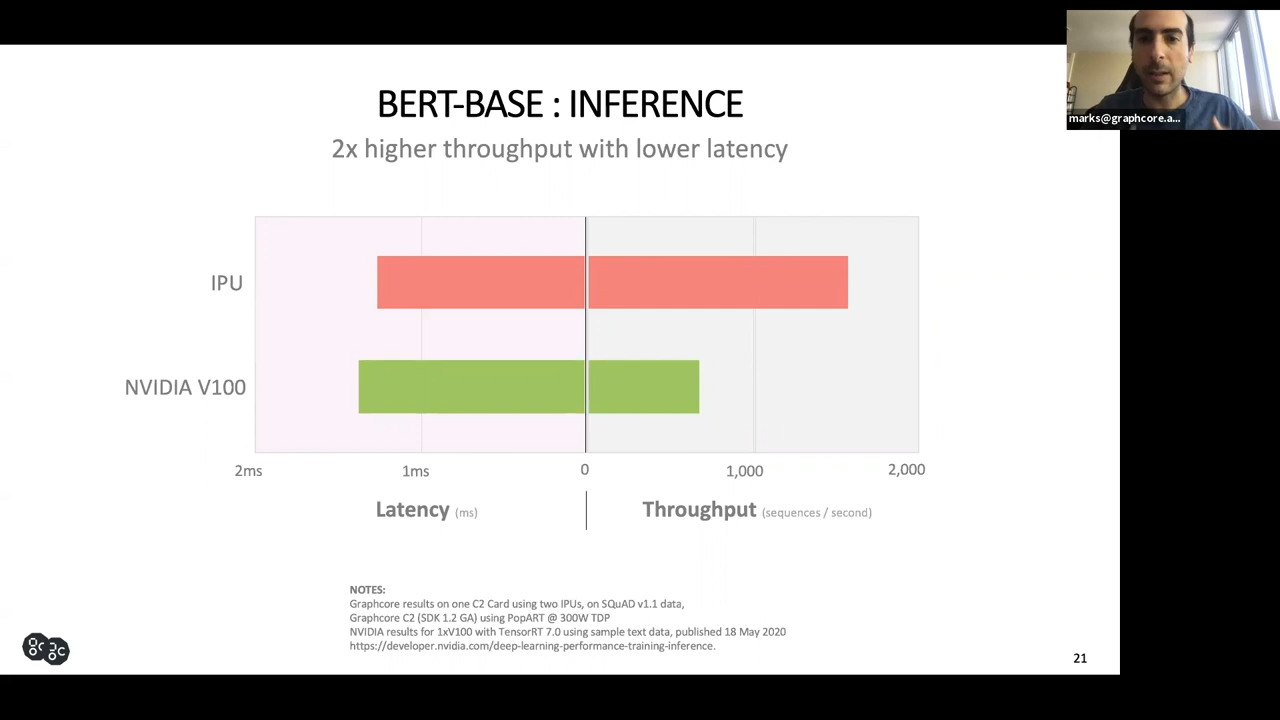 BERT-BASE : INFERENCE
2x higher throughput with lower latency
marks@graphcore.a...
IPU
NVIDIA V100
2ms
1ms
0
1,000
2,000
Latency (ms)
Throughput (sequences / second)
NOTES:
Graphcore results on one C2 Card using two IPUs, on SQuAD v1.1 data,
Graphcore C2 (SDK 1.2 GA) using PopART @ 300W TDP
NVIDIA results for 1xV100 with TensorRT 7.0 using sample text data, published 18 May 2020
https://developer.nvidia.com/deep-learning-performance-training-inference.
21